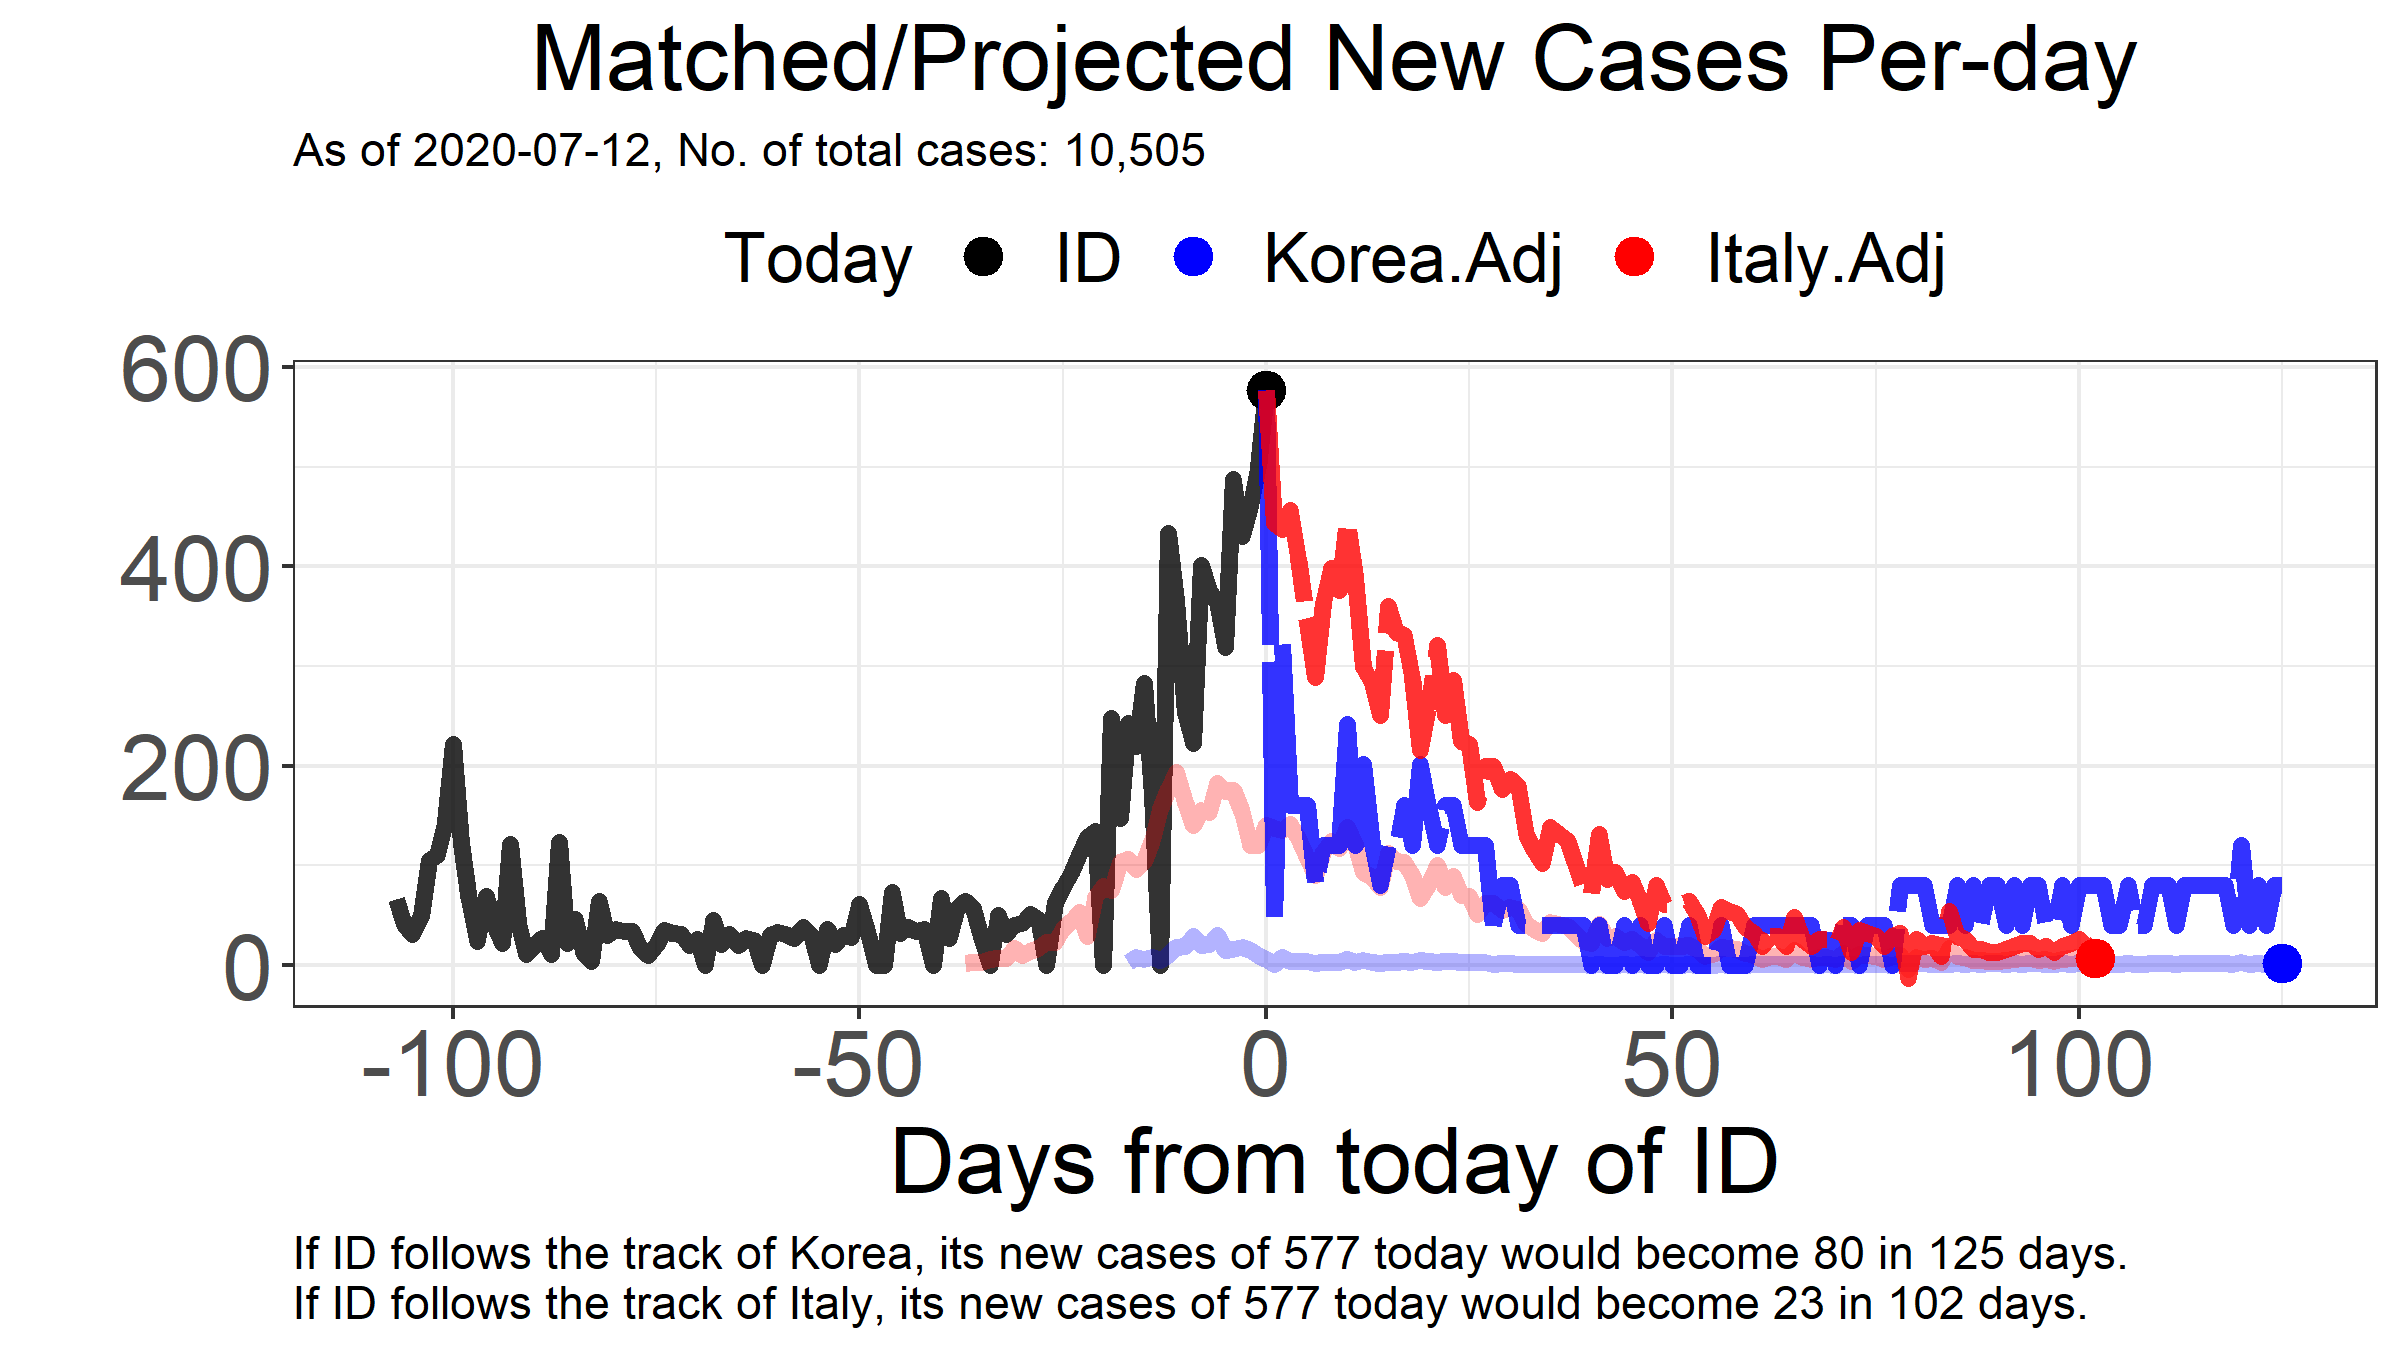 Matched/Projected New Cases Per-day
As of 2020-07-12, No. of total cases: 10,505
Today ID Korea.Adj Italy.Adj
600
400
200
0
-100 -50 0 50 100
Days from today of ID
If ID follows the track of Korea, its new cases of 577 today would become 80 in 125 days.
If ID follows the track of Italy, its new cases of 577 today would become 23 in 102 days.